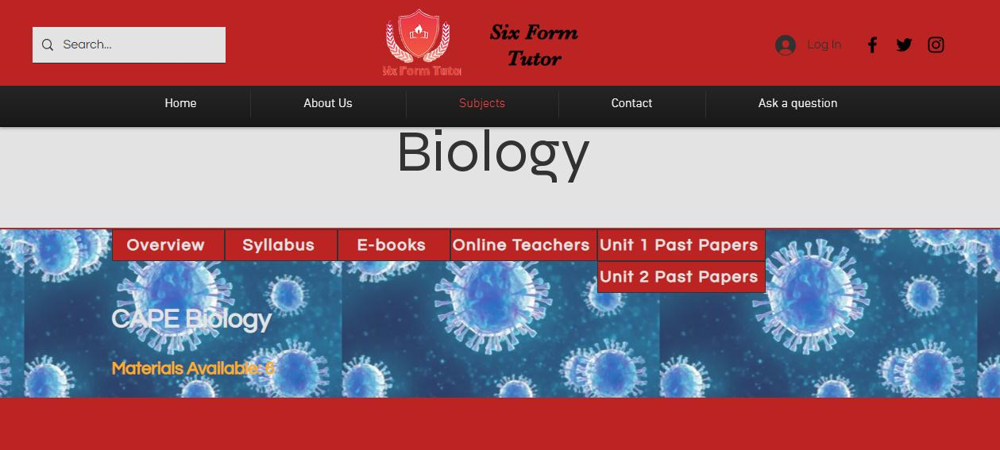 Search...
Six Form Tutor
Six Form
Tutor
Log In
Home
About Us
Subjects
Contact
Ask a question
Biology
Overview
Syllabus
E-books
Online Teachers
Unit 1 Past Papers
Unit 2 Past Papers
CAPE Biology
Materials Available: 6